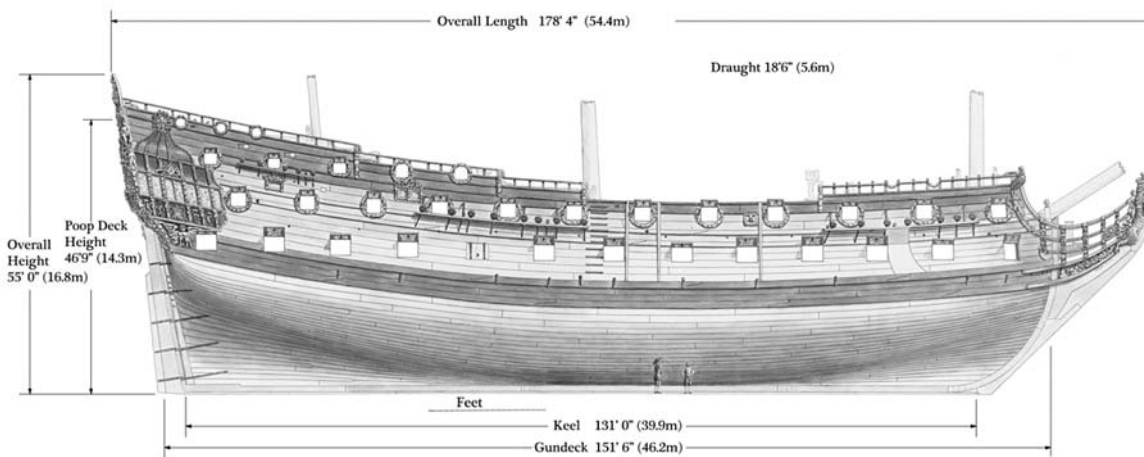 Overall Length 178' 4" (54.4m)
Draught 18'6" (5.6m)
Poop Deck
Height
46'9" (14.3m)
Overall
Height
55' 0" (16.8m)
Feet
Keel 131' 0" (39.9m)
Gundeck 151' 6" (46.2m)